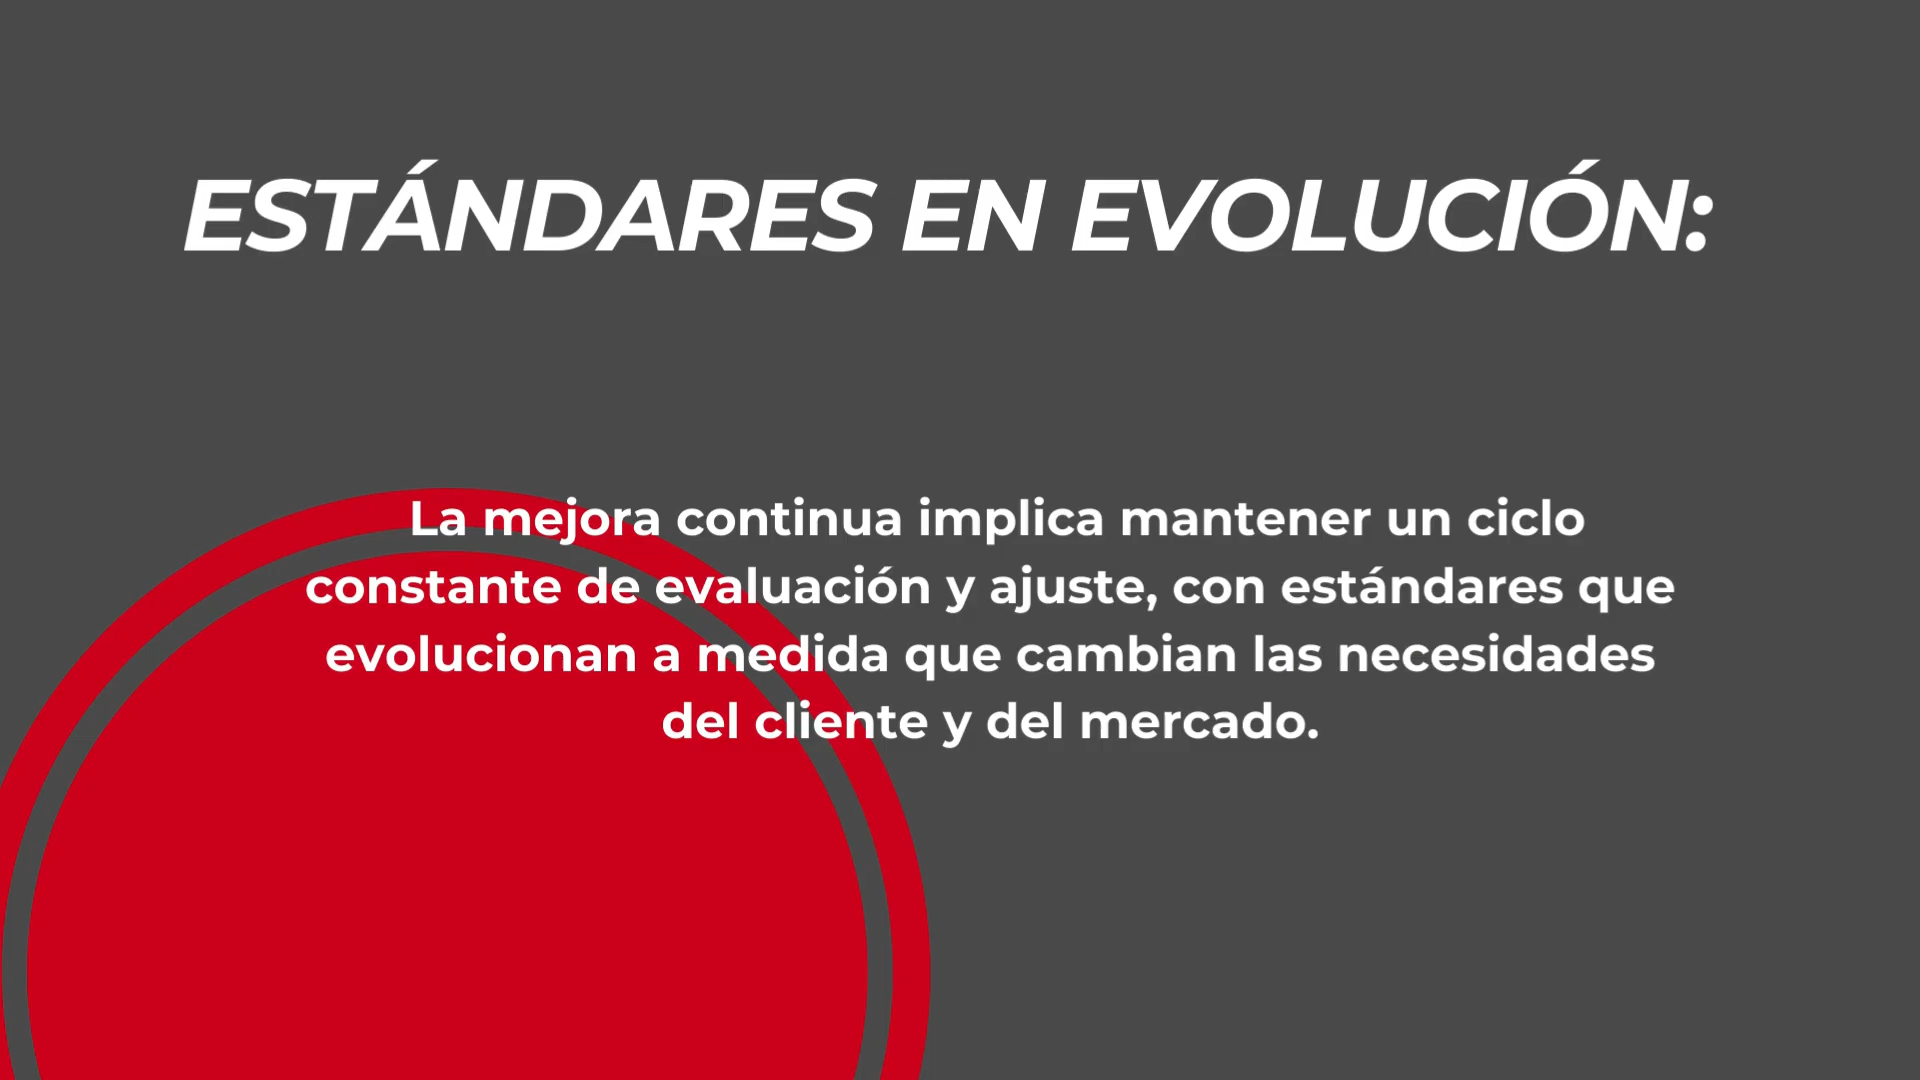 ESTÁNDARES EN EVOLUCIÓN:
La mejora continua implica mantener un ciclo
constante de evaluación y ajuste, con estándares que
evolucionan a medida que cambian las necesidades
del cliente y del mercado.